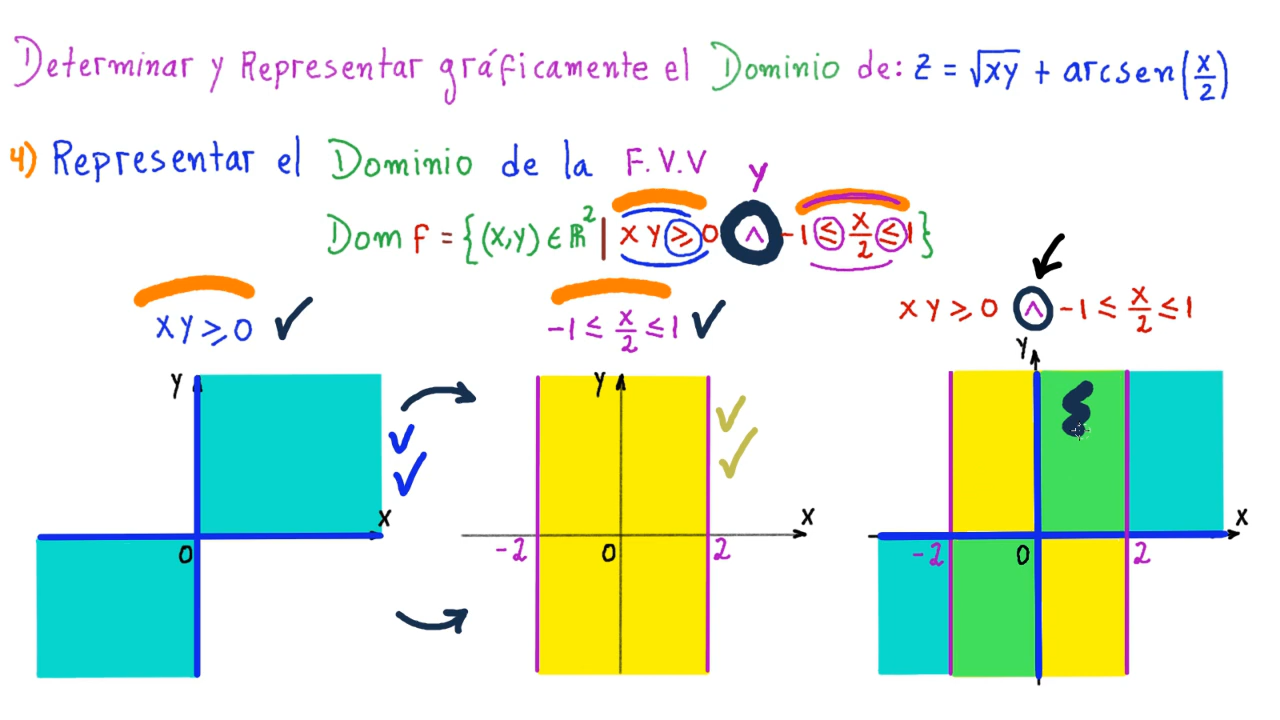 Determinar y Representar gráficamente el Dominio de: z = √xy + arcsen(x/2)
4) Representar el Dominio de la F.V.V
y
Dom f = {(x,y) ∈ ℝ² | xy ≥ 0 ∧ -1 ≤ x/2 ≤ 1}
xy ≥ 0
-1 ≤ x/2 ≤ 1
xy ≥ 0 ∧ -1 ≤ x/2 ≤ 1
y
x
0
y
x
-2
0
2
y
x
-2
0
2